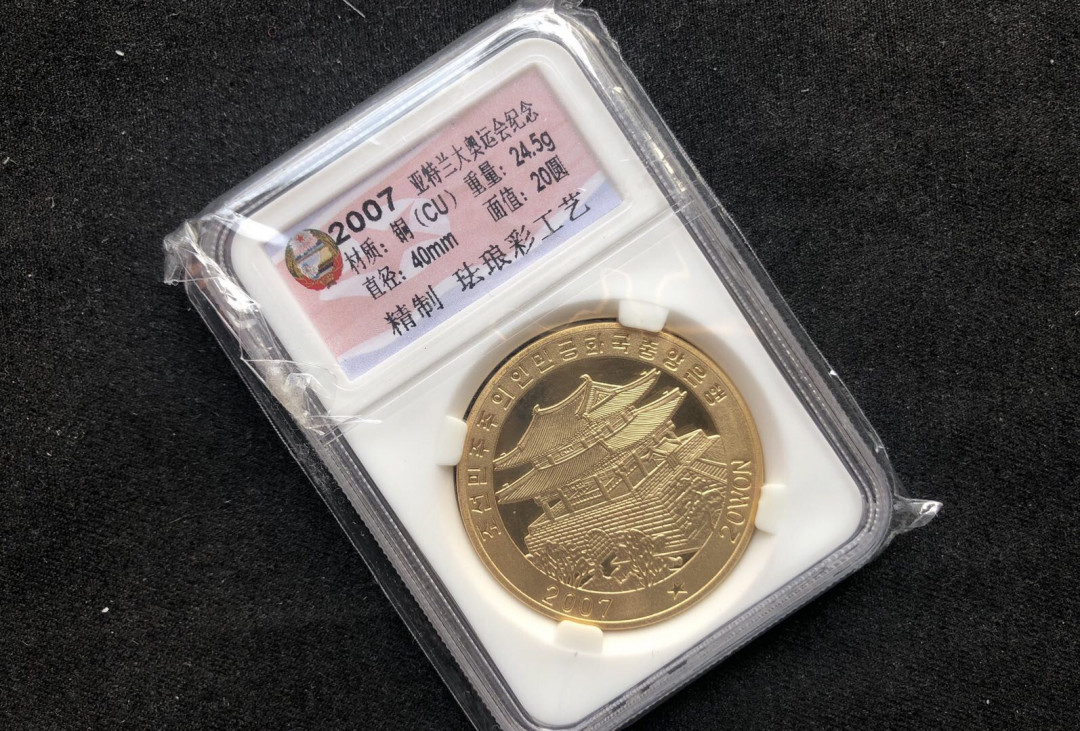 2007 亚特兰大奥运会纪念
材质：铜（CU）重量：24.5g
直径：40mm 面值：20圆
精制 珐琅彩工艺
조선민주주의인민공화국중앙은행
20WON
2007